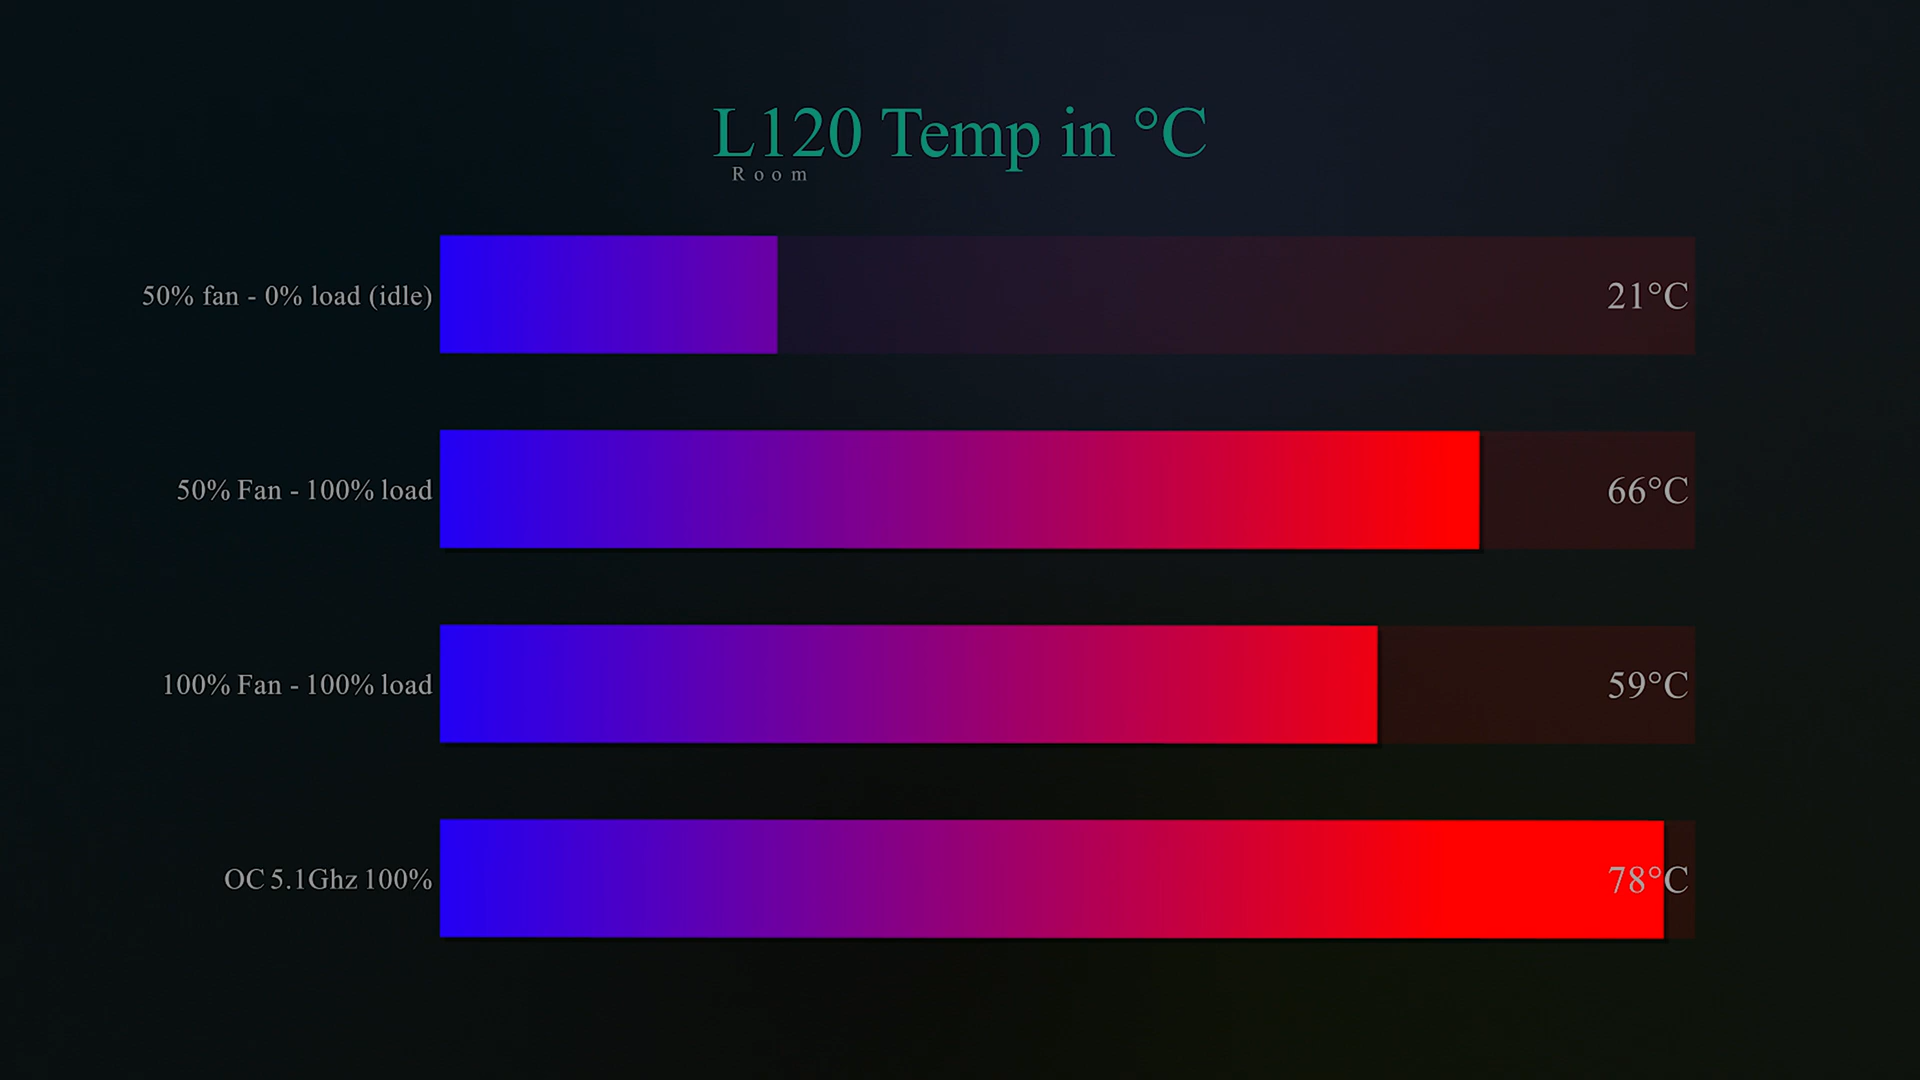 L120 Temp in °C
Room
50% fan - 0% load (idle)
21°C
50% Fan - 100% load
66°C
100% Fan - 100% load
59°C
OC 5.1Ghz 100%
78°C